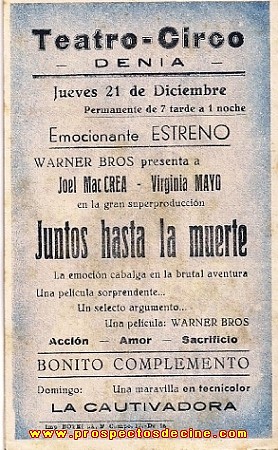 Teatro-Circo
- DENIA -
Jueves 21 de Diciembre
Permanente de 7 tarde a 1 noche
Emocionante ESTRENO
WARNER BROS presenta a
Joel Mac CREA - Virginia MAYO
en la gran superproducción
Juntos hasta la muerte
La emoción cabalga en la brutal aventura
Una película sorprendente...
Un selecto argumento...
Una película: WARNER BROS
Acción - Amor - Sacrificio
BONITO COMPLEMENTO
Domingo: Una maravilla en tecnicolor
LA CAUTIVADORA
www.prospectosdecine.com